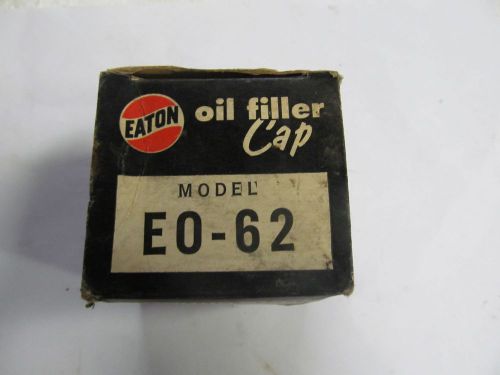 EATON
oil filler
Cap
MODEL
EO-62